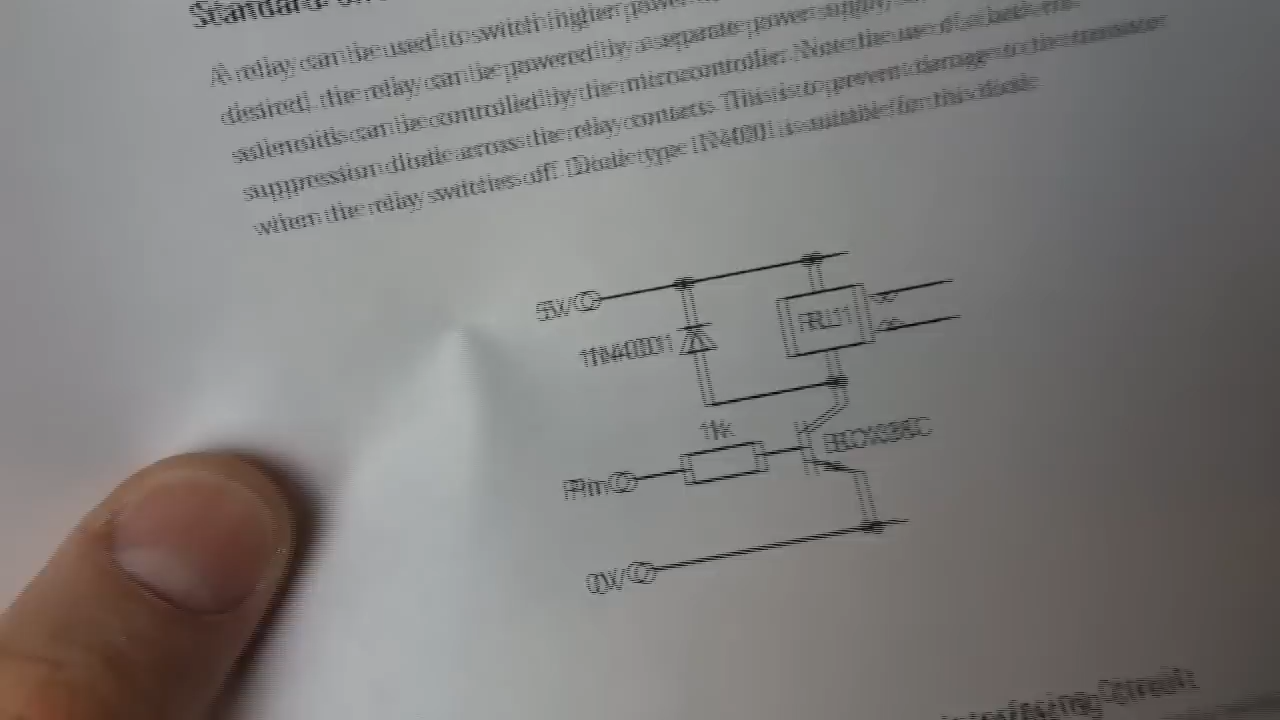 Standard
A relay can be used to switch higher power
desired, the relay can be powered by a separate power supply
solenoids can be controlled by the microcontroller. Note the use of a back emf
suppression diode across the relay contacts. This is to prevent damage to the transistor
when the relay switches off. Diode type 1N4001 is suitable for this diode.
5V
1N4001
RL1
1k
Pin
0V
Interfacing Circuit